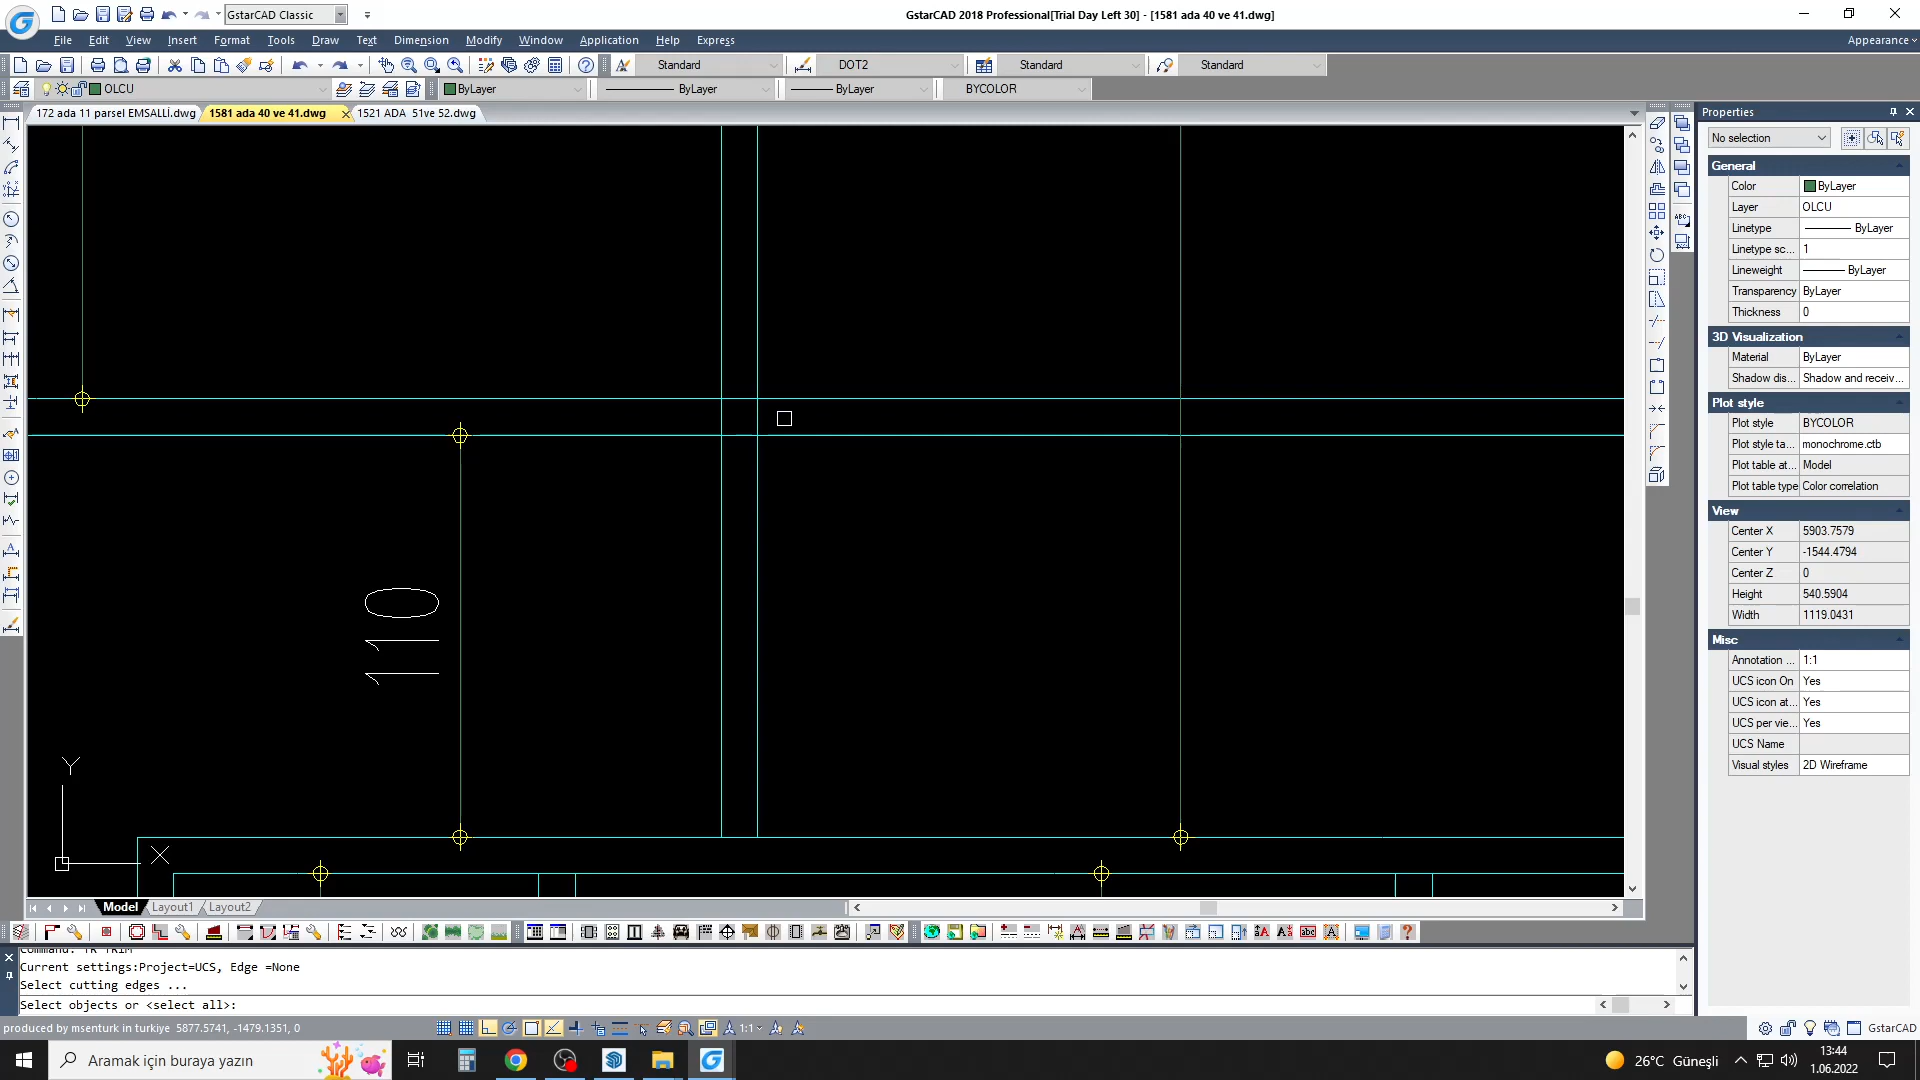 GstarCAD Classic
GstarCAD 2018 Professional[Trial Day Left 30] - [1581 ada 40 ve 41.dwg]
File Edit View Insert Format Tools Draw Text Dimension Modify Window Application Help Express
Appearance
Standard DOT2 Standard Standard
OLCU ByLayer ByLayer ByLayer BYCOLOR
172 ada 11 parsel EMSALLİ.dwg 1581 ada 40 ve 41.dwg 1521 ADA 51ve 52.dwg
Properties
No selection
General
Color ByLayer
Layer OLCU
Linetype ByLayer
Linetype sc... 1
Lineweight ByLayer
Transparency ByLayer
Thickness 0
3D Visualization
Material ByLayer
Shadow dis... Shadow and receiv...
Plot style
Plot style BYCOLOR
Plot style ta... monochrome.ctb
Plot table at... Model
Plot table type Color correlation
View
Center X 5903.7579
Center Y -1544.4794
Center Z 0
Height 540.5904
Width 1119.0431
Misc
Annotation ... 1:1
UCS icon On Yes
UCS icon at... Yes
UCS per vie... Yes
UCS Name
Visual styles 2D Wireframe
110
Y
X
Model Layout1 Layout2
Command: TR TRIM
Current settings:Project=UCS, Edge =None
Select cutting edges ...
Select objects or <select all>:
produced by msenturk in turkiye 5877.5741, -1479.1351, 0
1:1
GstarCAD
Aramak için buraya yazın
26°C Güneşli
13:44
1.06.2022